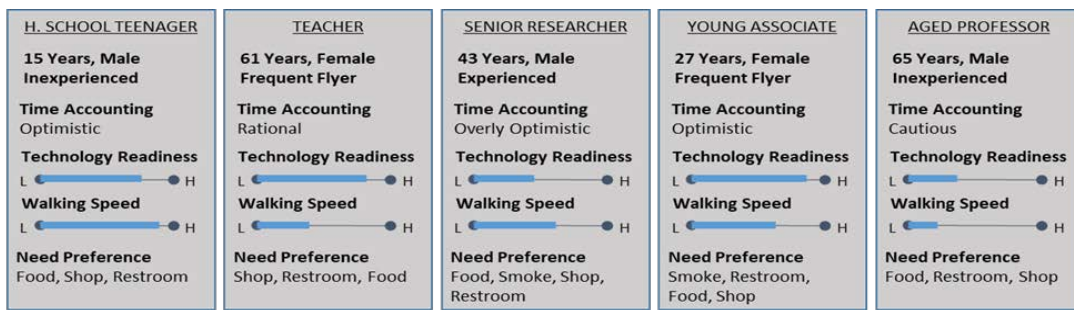 H. SCHOOL TEENAGER
15 Years, Male
Inexperienced
Time Accounting
Optimistic
Technology Readiness
L H
Walking Speed
L H
Need Preference
Food, Shop, Restroom
TEACHER
61 Years, Female
Frequent Flyer
Time Accounting
Rational
Technology Readiness
L H
Walking Speed
L H
Need Preference
Shop, Restroom, Food
SENIOR RESEARCHER
43 Years, Male
Experienced
Time Accounting
Overly Optimistic
Technology Readiness
L H
Walking Speed
L H
Need Preference
Food, Smoke, Shop,
Restroom
YOUNG ASSOCIATE
27 Years, Female
Frequent Flyer
Time Accounting
Optimistic
Technology Readiness
L H
Walking Speed
L H
Need Preference
Smoke, Restroom,
Food, Shop
AGED PROFESSOR
65 Years, Male
Inexperienced
Time Accounting
Cautious
Technology Readiness
L H
Walking Speed
L H
Need Preference
Food, Restroom, Shop